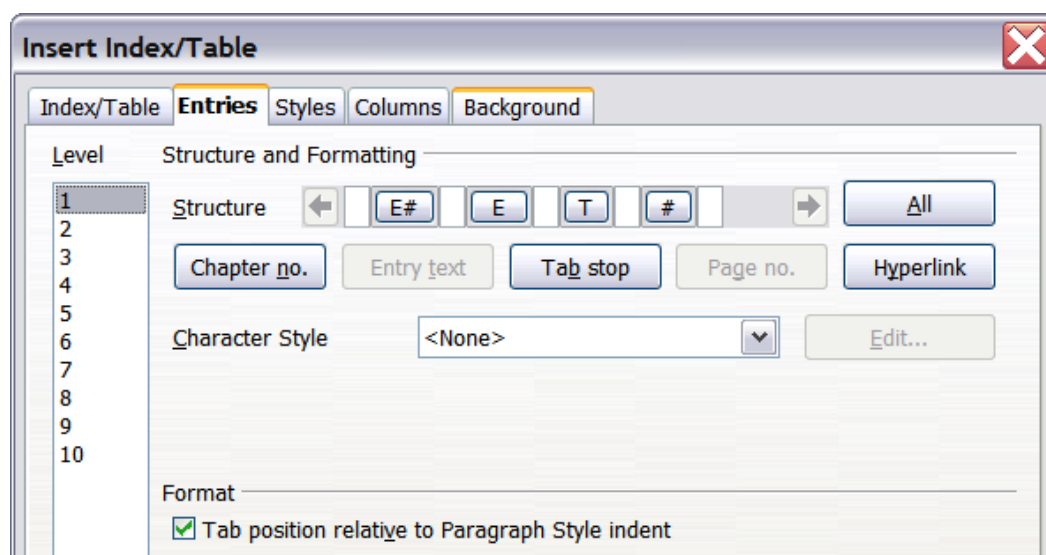 Insert Index/Table
Index/Table Entries Styles Columns Background
Level Structure and Formatting
1
Structure E# E T # All
2
3
Chapter no. Entry text Tab stop Page no. Hyperlink
4
5
6
Character Style <None> Edit...
7
8
9
10
Format
Tab position relative to Paragraph Style indent